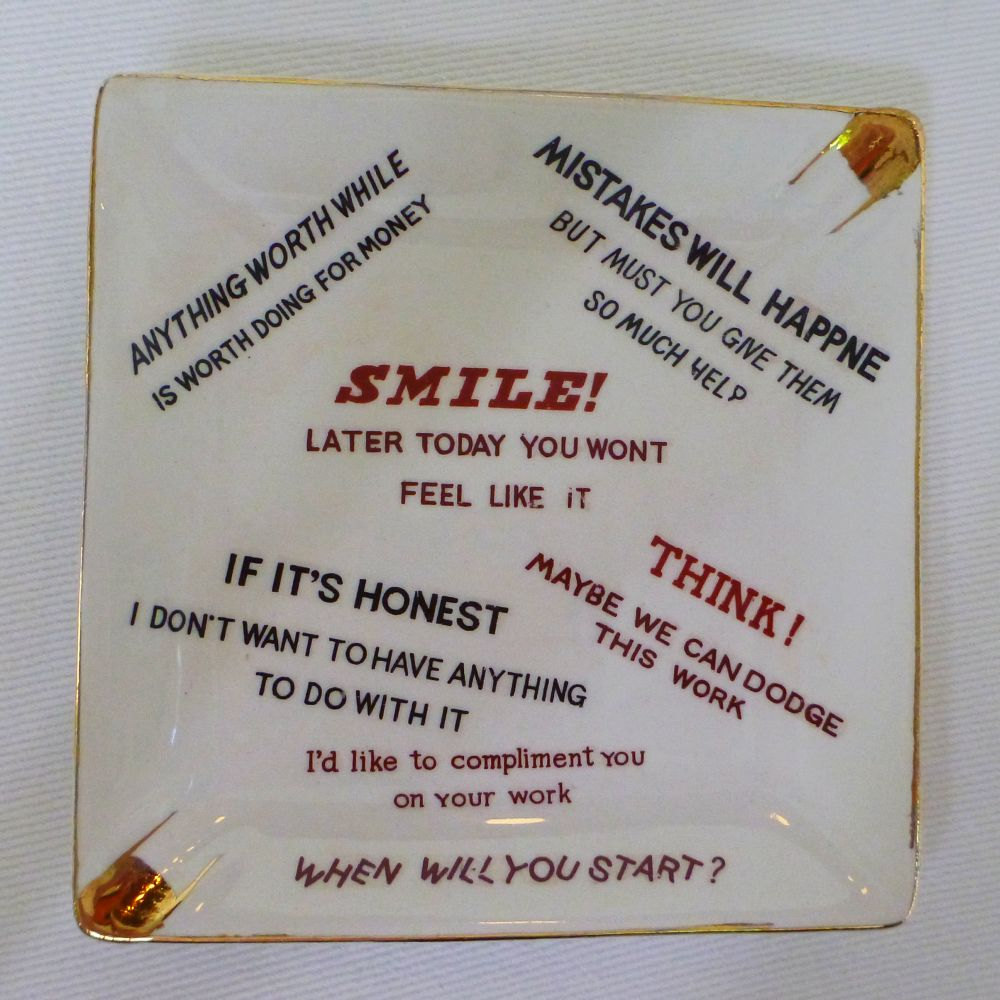 ANYTHING WORTH WHILE
IS WORTH DOING FOR MONEY
MISTAKES WILL HAPPNE
BUT MUST YOU GIVE THEM
SO MUCH HELP
SMILE!
LATER TODAY YOU WONT
FEEL LIKE iT
THINK!
MAYBE WE CAN DODGE
THIS WORK
IF IT'S HONEST
I DON'T WANT TO HAVE ANYTHING
TO DO WITH IT
I'd like to compliment you
on your work
WHEN WILL YOU START?